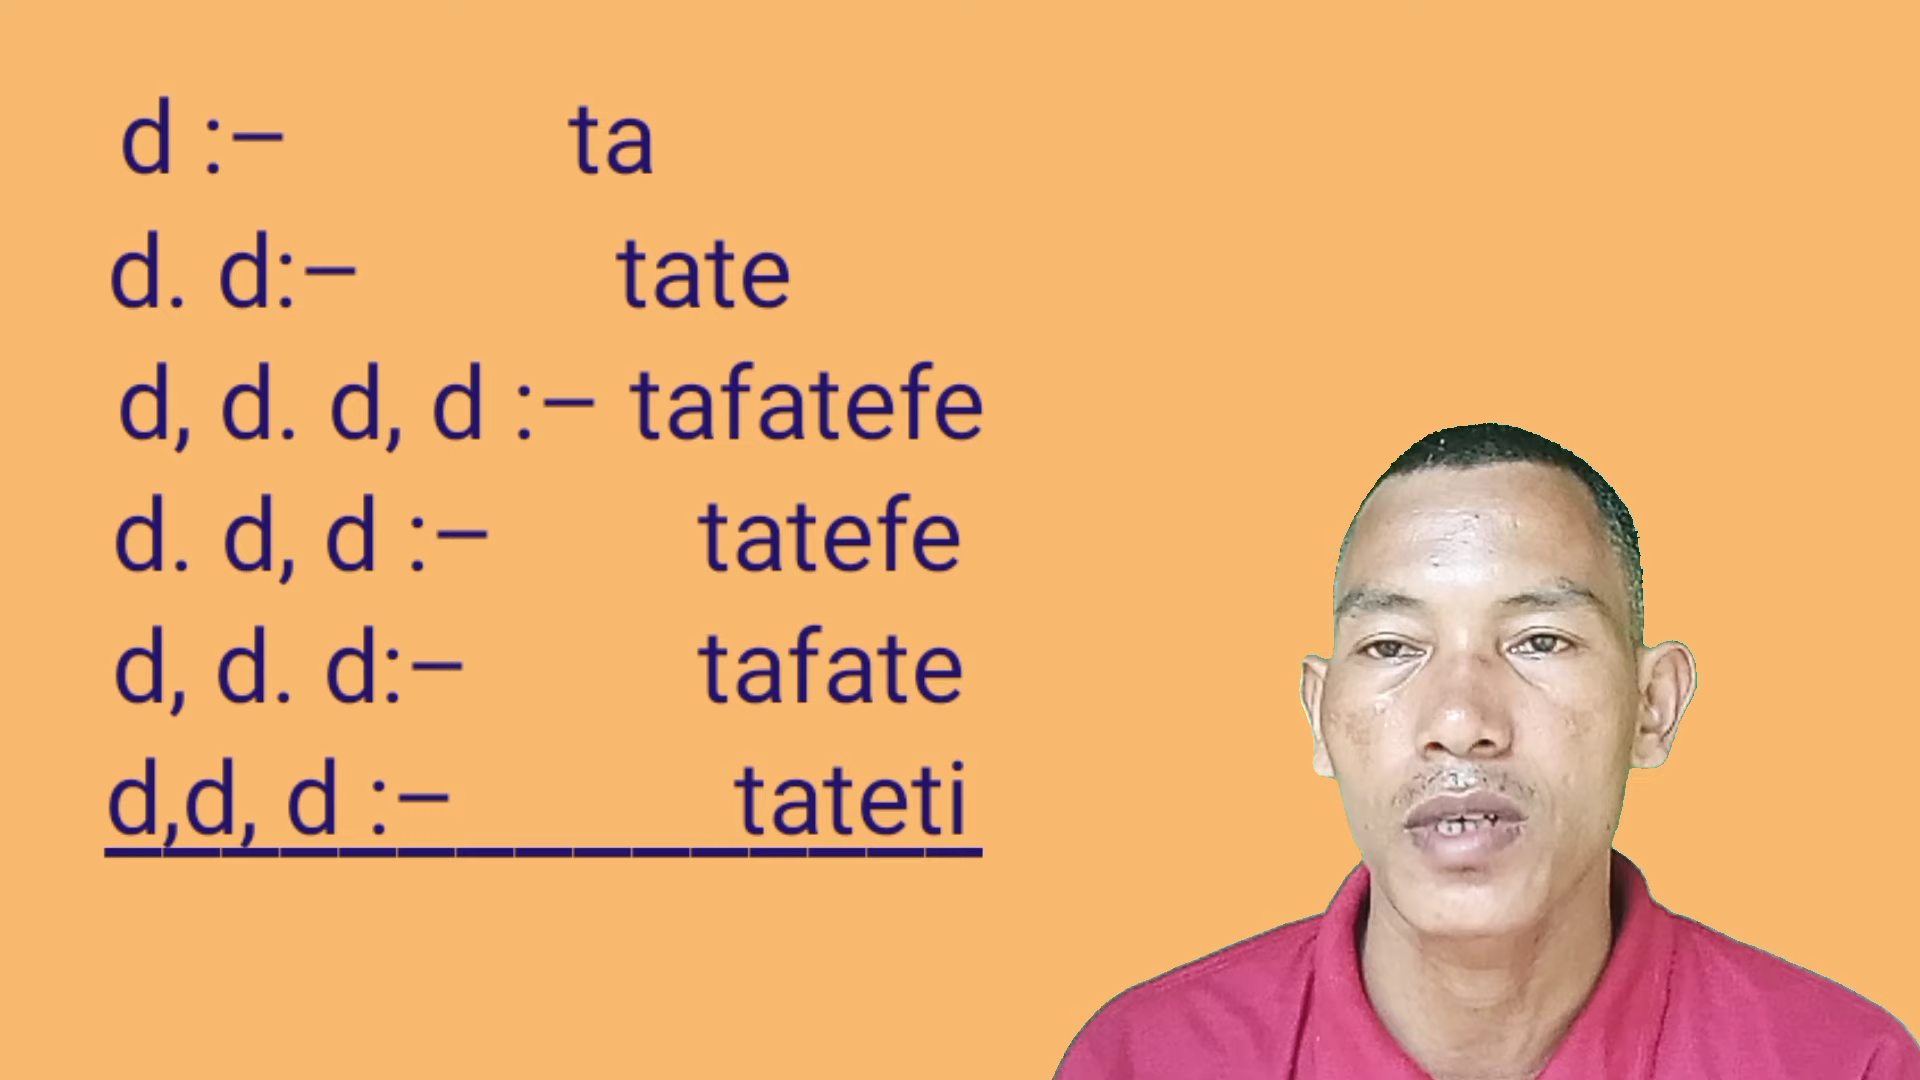 d :– ta
d. d:– tate
d, d. d, d :– tafatefe
d. d, d :– tatefe
d, d. d:– tafate
d,d, d :– tateti